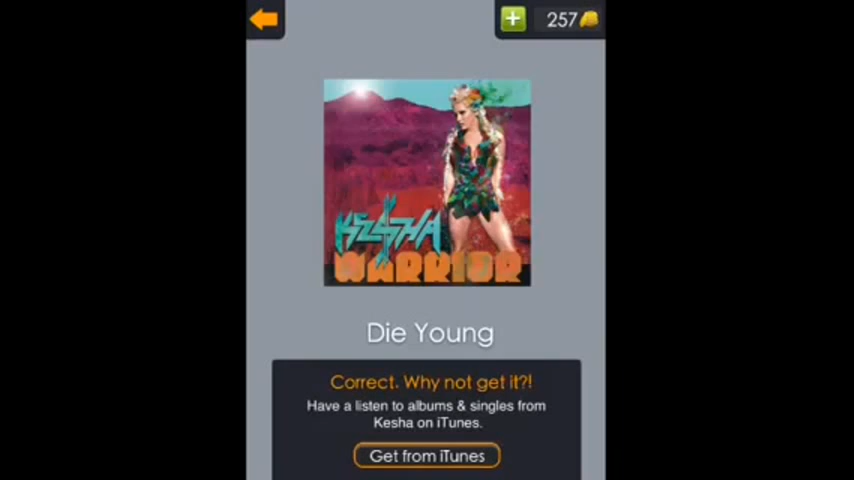 257
KE$HA
WARRIOR
Die Young
Correct. Why not get it?!
Have a listen to albums & singles from
Kesha on iTunes.
Get from iTunes